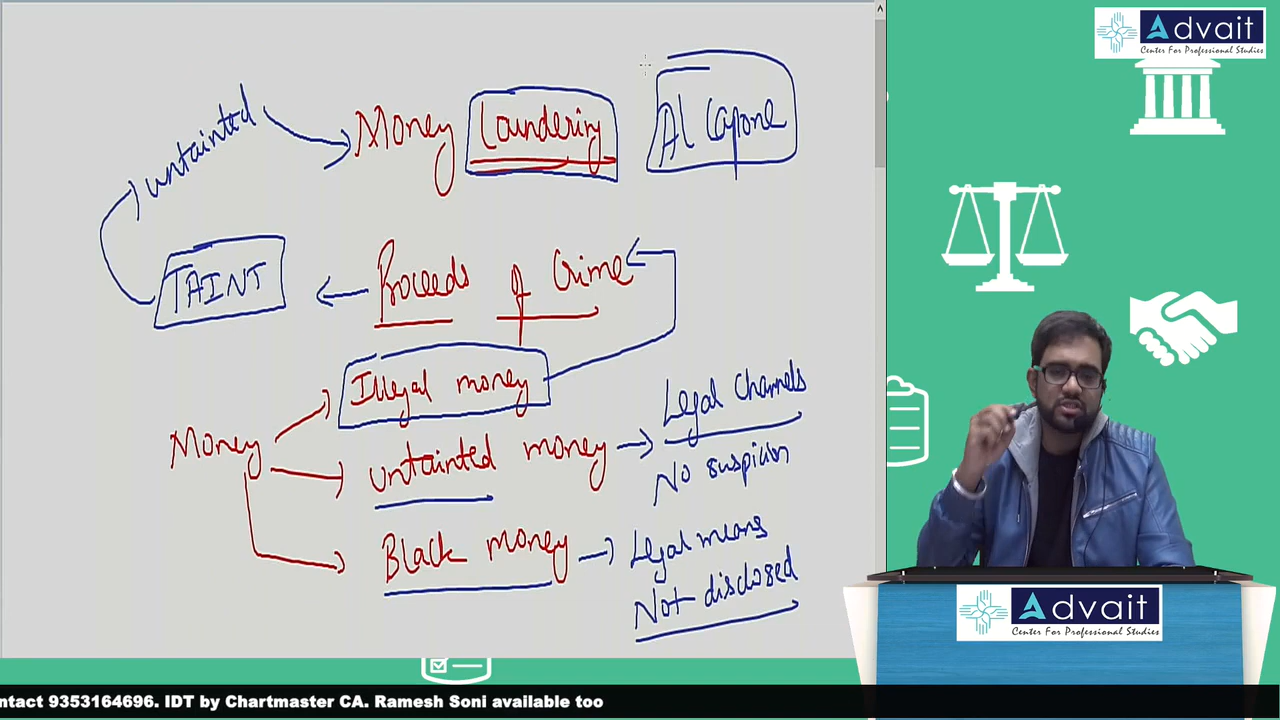 Advait
Center For Professional Studies
untainted
Money Laundering
Al Capone
TAINT
Proceeds of Crime
Illegal money
Legal Channels
Money
untainted money
No suspicion
Black money
Legal means
Not disclosed
Advait
Center For Professional Studies
ntact 9353164696. IDT by Chartmaster CA. Ramesh Soni available too